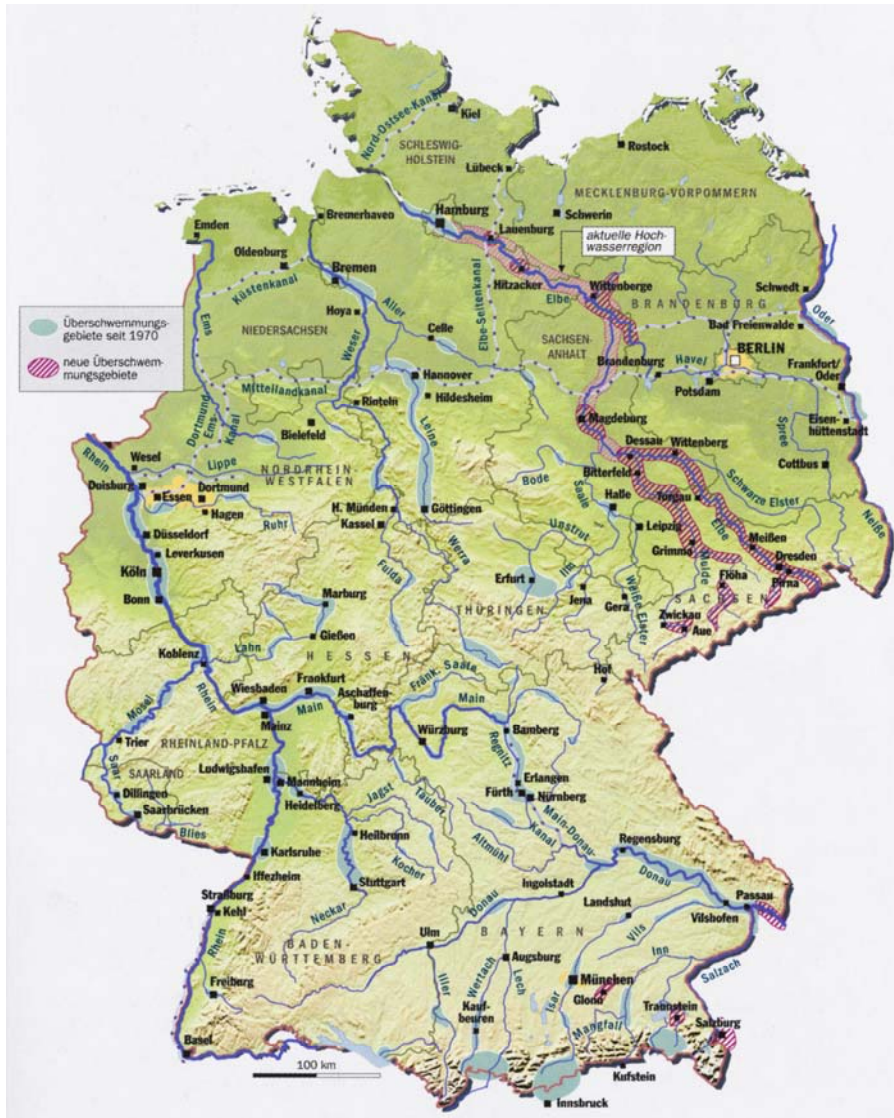 Nord-Ostsee-Kanal
Kiel
SCHLESWIG-
HOLSTEIN
Lübeck
Rostock
MECKLENBURG-VORPOMMERN
Schwerin
Hamburg
Lauenburg
aktuelle Hoch-
wasserregion
Bremerhaven
Emden
Oldenburg
Bremen
Küstenkanal
Hitzacker
Elbe
Wittenberge
Schwedt
BRANDENBURG
Oder
Bad Freienwalde
Überschwemmungs-
gebiete seit 1970
neue Überschwem-
mungsgebiete
Ems
Hoya
Aller
NIEDERSACHSEN
Weser
Celle
Elbe-Seitenkanal
SACHSEN-
ANHALT
BERLIN
Brandenburg
Havel
Potsdam
Frankfurt/
Oder
Mittellandkanal
Hannover
Hildesheim
Rinteln
Dortmund
Ems
Kanal
Bielefeld
Leine
Magdeburg
Spree
Eisen-
hüttenstadt
Cottbus
Rhein
Wesel
Lippe
NORDRHEIN
WESTFALEN
Duisburg
Essen
Dortmund
Hagen
Ruhr
H. Münden
Kassel
Göttingen
Bode
Saale
Dessau
Wittenberg
Bitterfeld
Schwarze Elster
Halle
Torgau
Elbe
Neiße
Düsseldorf
Leverkusen
Köln
Bonn
Werra
Fulda
Unstrut
Leipzig
Grimma
Mulde
Meißen
Dresden
Pirna
Erfurt
Ilm
THÜRINGEN
Jena
Gera
Weiße Elster
Flöha
SACHSEN
Zwickau
Aue
Marburg
Gießen
Lahn
HESSEN
Koblenz
Hof
Mosel
Rhein
Wiesbaden
Frankfurt
Main
Mainz
Aschaffen-
burg
Fränk. Saale
Main
Würzburg
Bamberg
Regnitz
Trier
RHEINLAND-PFALZ
Saar
SAARLAND
Dillingen
Saarbrücken
Blies
Ludwigshafen
Mannheim
Heidelberg
Jagst
Tauber
Erlangen
Fürth
Nürnberg
Main-Donau-
Kanal
Heilbronn
Kocher
Altmühl
Karlsruhe
Iffezheim
Stuttgart
Regensburg
Donau
Straßburg
Kehl
Neckar
Ingolstadt
Donau
Landshut
Passau
Vilshofen
Vils
Rhein
BADEN-
WÜRTTEMBERG
Ulm
BAYERN
Augsburg
Inn
Salzach
Freiburg
Iller
Wertach
Lech
Isar
München
Glonn
Kauf-
beuren
Mangfall
Traunstein
Salzburg
Basel
100 km
Kufstein
Innsbruck